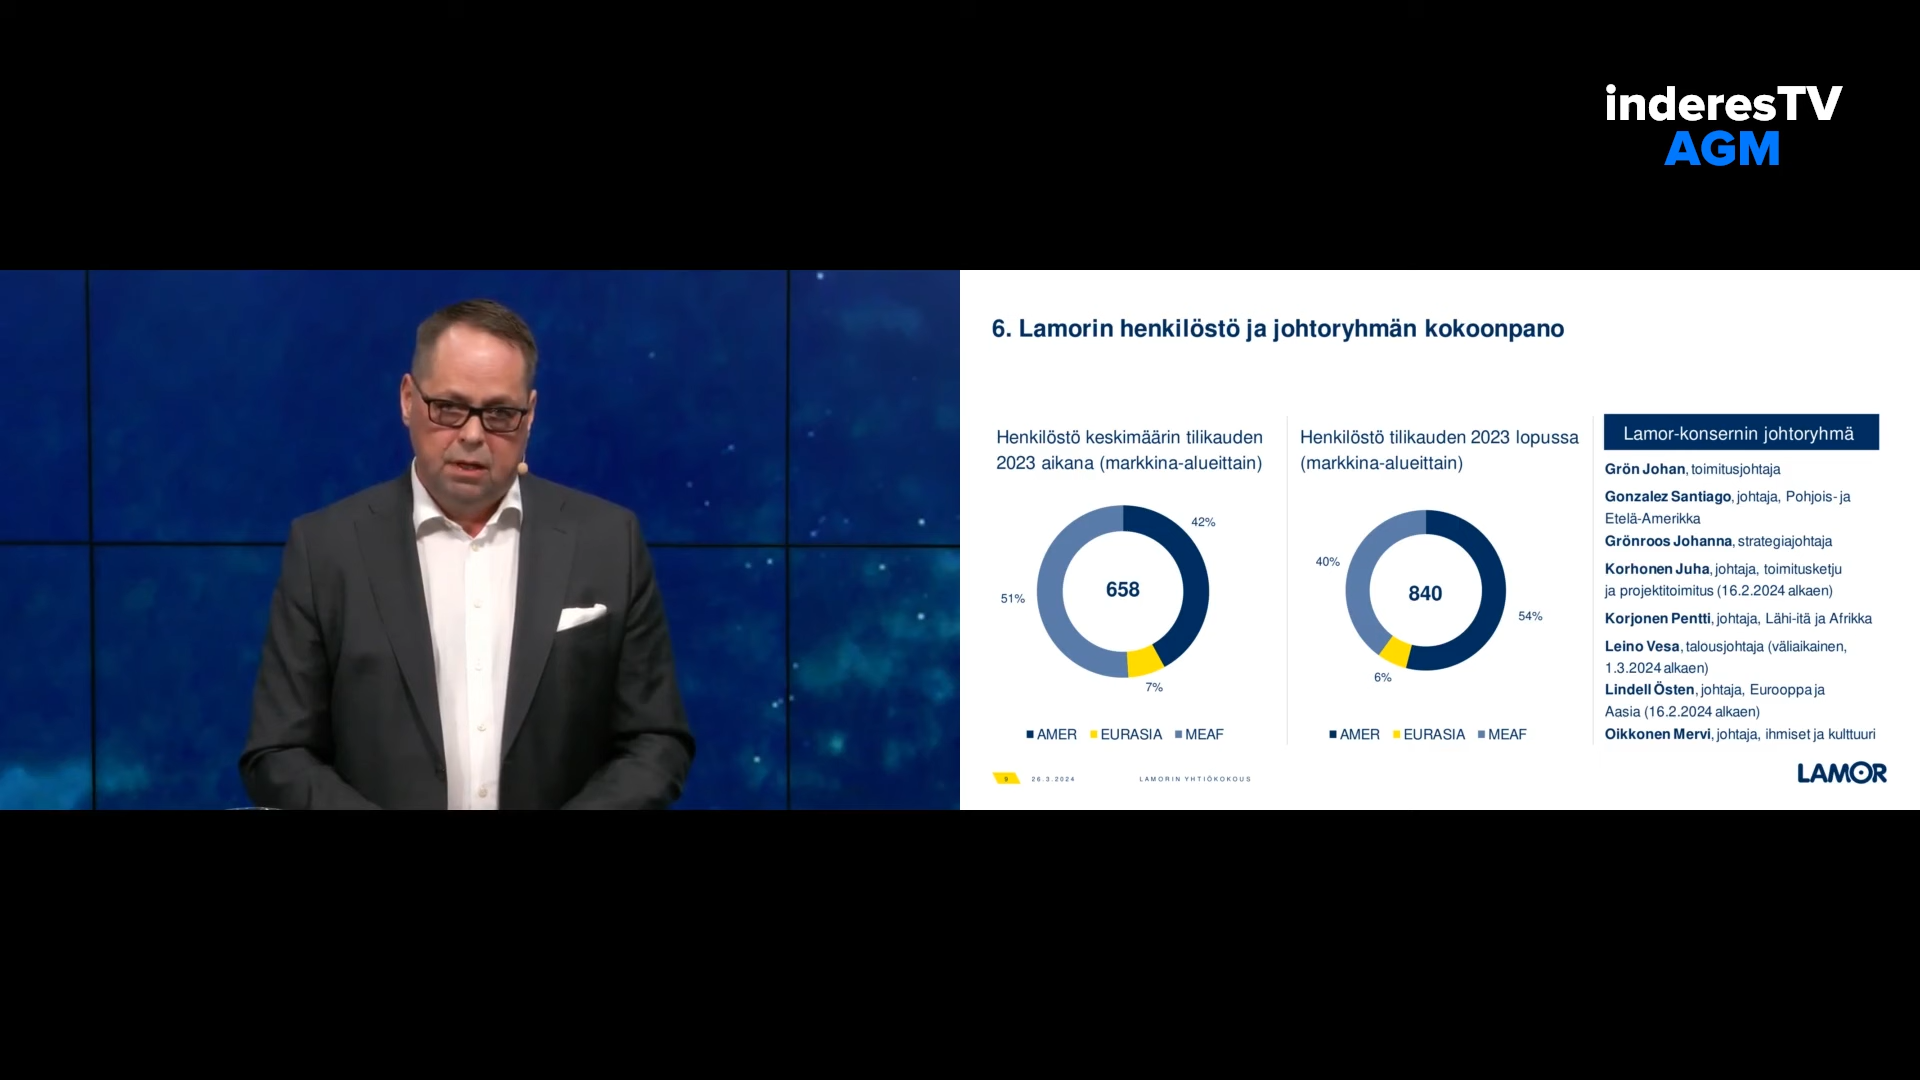 inderesTV
AGM
6. Lamorin henkilöstö ja johtoryhmän kokoonpano
Henkilöstö keskimäärin tilikauden
2023 aikana (markkina-alueittain)
42%
658
51%
7%
AMER EURASIA MEAF
Henkilöstö tilikauden 2023 lopussa
(markkina-alueittain)
40%
840
54%
6%
AMER EURASIA MEAF
Lamor-konsernin johtoryhmä
Grön Johan, toimitusjohtaja
Gonzalez Santiago, johtaja, Pohjois- ja
Etelä-Amerikka
Grönroos Johanna, strategiajohtaja
Korhonen Juha, johtaja, toimitusketju
ja projektitoimitus (16.2.2024 alkaen)
Korjonen Pentti, johtaja, Lähi-itä ja Afrikka
Leino Vesa, talousjohtaja (väliaikainen,
1.3.2024 alkaen)
Lindell Östen, johtaja, Eurooppa ja
Aasia (16.2.2024 alkaen)
Oikkonen Mervi, johtaja, ihmiset ja kulttuuri
9 26.3.2024 LAMORIN YHTIÖKOKOUS
LAMOR